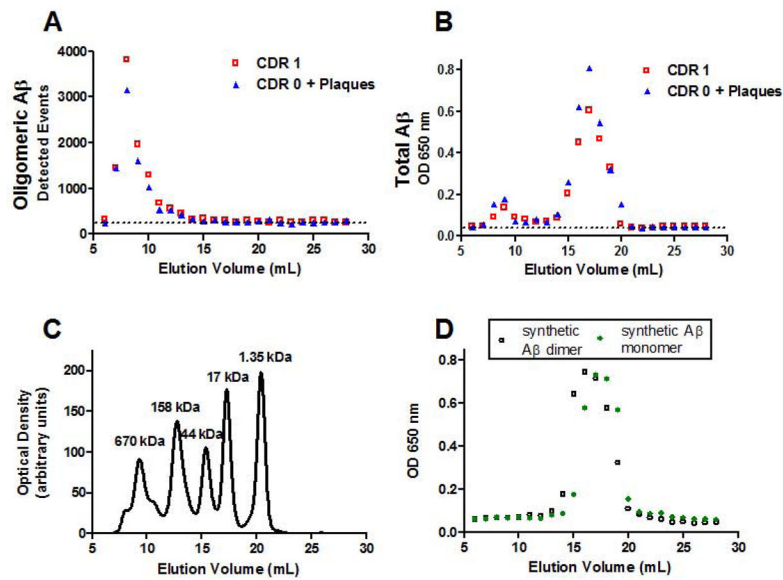 A
Oligomeric Aβ
Detected Events
4000
3000
2000
1000
0
CDR 1
CDR 0 + Plaques
5 10 15 20 25 30
Elution Volume (mL)
B
Total Aβ
OD 650 nm
0.8
0.6
0.4
0.2
0.0
CDR 1
CDR 0 + Plaques
5 10 15 20 25 30
Elution Volume (mL)
C
Optical Density
(arbitrary units)
200
150
100
50
0
670 kDa
158 kDa
44 kDa
17 kDa
1.35 kDa
5 10 15 20 25 30
Elution Volume (mL)
D
synthetic
Aβ dimer
synthetic Aβ
monomer
OD 650 nm
0.8
0.6
0.4
0.2
0.0
5 10 15 20 25 30
Elution Volume (mL)